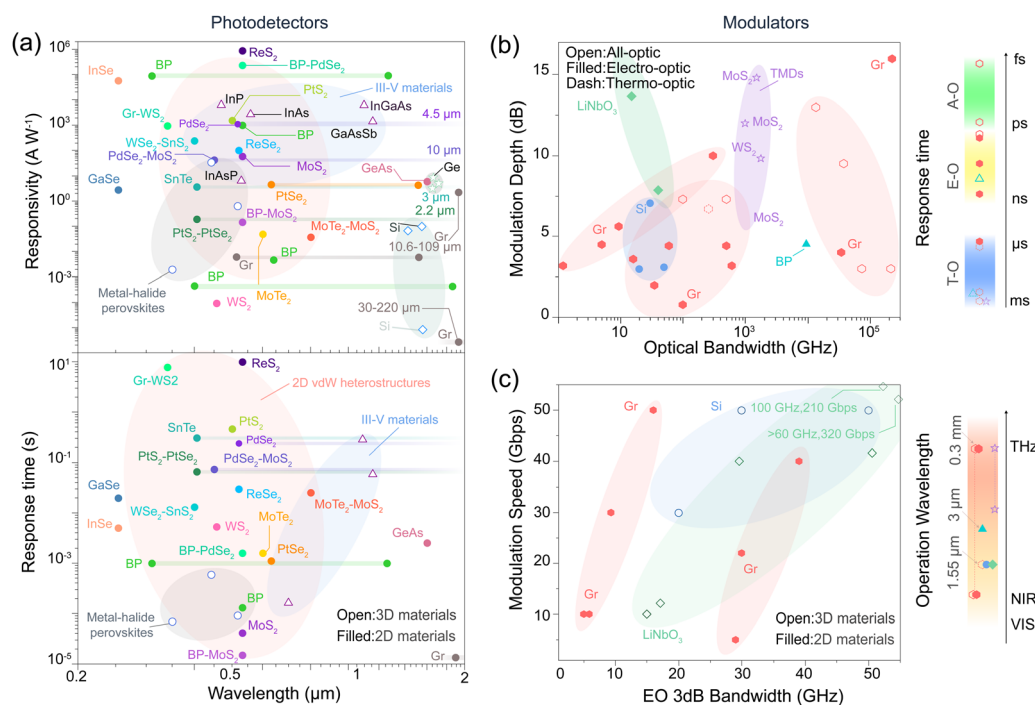 Photodetectors
Modulators
(a)
10⁶
10³
10⁰
10⁻³
Responsivity (A W⁻¹)
InSe
BP
ReS₂
BP-PdSe₂
PtS₂
III-V materials
InP
InAs
InGaAs
GaAsSb
4.5 µm
Gr-WS₂
PdSe₂
BP
WSe₂-SnS₂
ReSe₂
10 µm
PdSe₂-MoS₂
MoS₂
GeAs
Ge
GaSe
SnTe
InAsP
PtSe₂
3 µm
2.2 µm
BP-MoS₂
PtS₂-PtSe₂
MoTe₂-MoS₂
Si
Gr
10.6-109 µm
Gr
BP
Metal-halide
perovskites
BP
MoTe₂
WS₂
30-220 µm
Si
Gr
10¹
10⁻¹
10⁻³
10⁻⁵
Response time (s)
Gr-WS2
ReS₂
2D vdW heterostructures
PtS₂
III-V materials
SnTe
PdSe₂
PtS₂-PtSe₂
PdSe₂-MoS₂
GaSe
ReSe₂
WSe₂-SnS₂
MoTe₂-MoS₂
InSe
WS₂
MoTe₂
GeAs
BP-PdSe₂
PtSe₂
BP
BP
Metal-halide
perovskites
MoS₂
Open:3D materials
Filled:2D materials
BP-MoS₂
Gr
0.2
0.5
1
2
Wavelength (µm)
(b)
Open:All-optic
Filled:Electro-optic
Dash:Thermo-optic
15
10
5
0
Modulation Depth (dB)
LiNbO₃
MoS₂
TMDs
Gr
MoS₂
WS₂
Si
MoS₂
BP
Gr
Gr
10¹
10³
10⁵
Optical Bandwidth (GHz)
Response time
A-O
E-O
T-O
fs
ps
ns
µs
ms
(c)
50
40
30
20
10
Modulation Speed (Gbps)
Gr
Si
100 GHz,210 Gbps
>60 GHz,320 Gbps
Gr
Gr
LiNbO₃
Gr
Open:3D materials
Filled:2D materials
0
10
20
30
40
50
EO 3dB Bandwidth (GHz)
Operation Wavelength
0.3 mm
3 µm
1.55 µm
THz
NIR
VIS